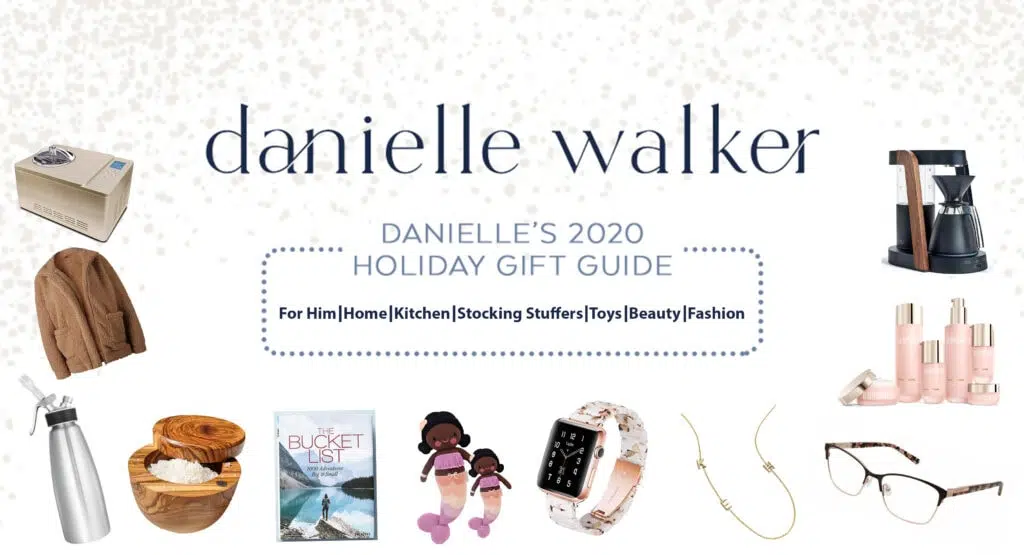 danielle walker
DANIELLE'S 2020
HOLIDAY GIFT GUIDE
For Him|Home|Kitchen|Stocking Stuffers|Toys|Beauty|Fashion
THE
BUCKET
LIST
1000 Adventures
Big & Small